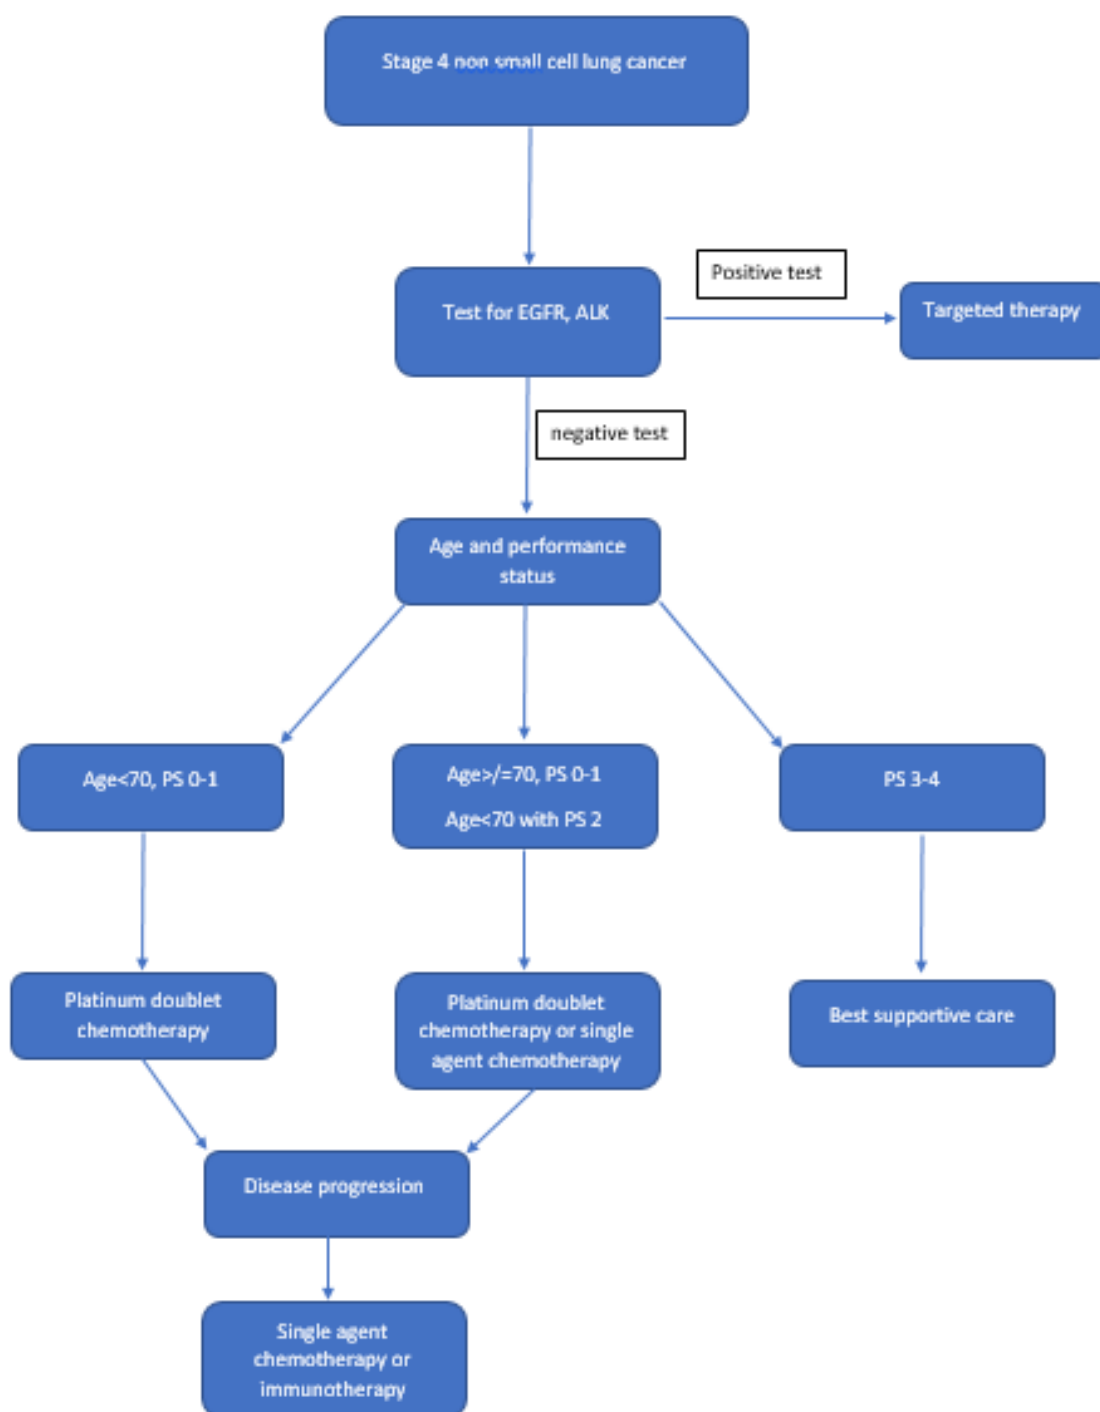 Stage 4 non small cell lung cancer
Positive test
Test for EGFR, ALK
Targeted therapy
negative test
Age and performance
status
Age<70, PS 0-1
Age>/=70, PS 0-1
Age<70 with PS 2
PS 3-4
Platinum doublet
chemotherapy
Platinum doublet
chemotherapy or single
agent chemotherapy
Best supportive care
Disease progression
Single agent
chemotherapy or
immunotherapy